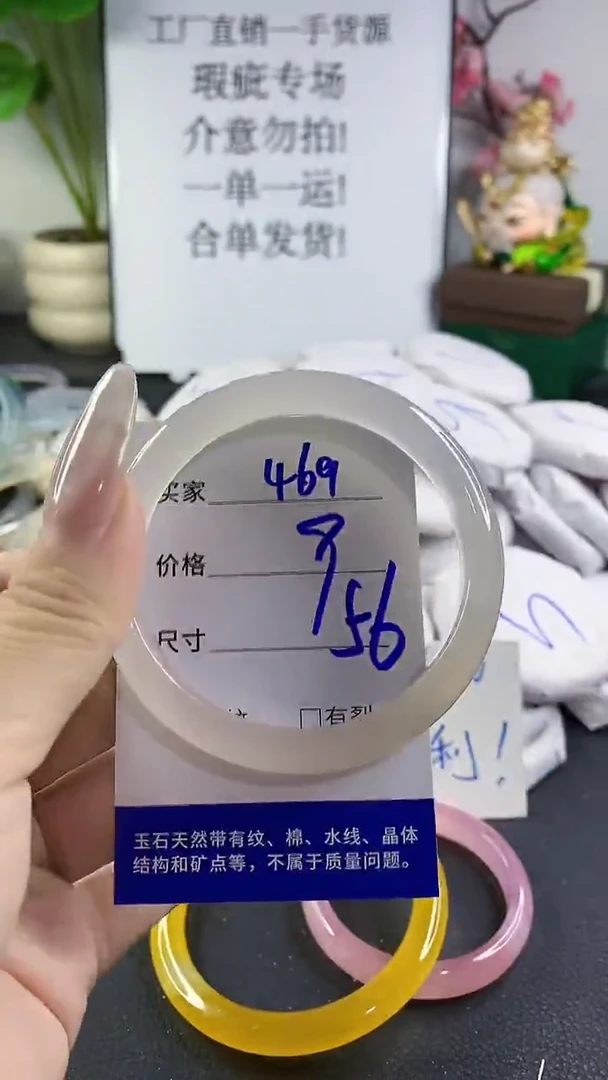 工厂直销一手货源
瑕疵专场
介意勿拍!
一单一运!
合单发货!
买家 469
价格
尺寸 56
□有裂
利!
玉石天然带有纹、棉、水线、晶体
结构和矿点等，不属于质量问题。